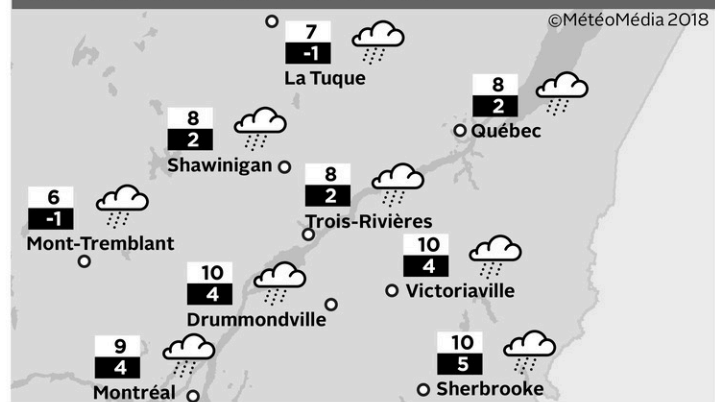 ©MétéoMédia 2018
7
-1
La Tuque
8
2
Québec
8
2
Shawinigan
8
2
Trois-Rivières
6
-1
Mont-Tremblant
10
4
Victoriaville
10
4
Drummondville
9
4
Montréal
10
5
Sherbrooke